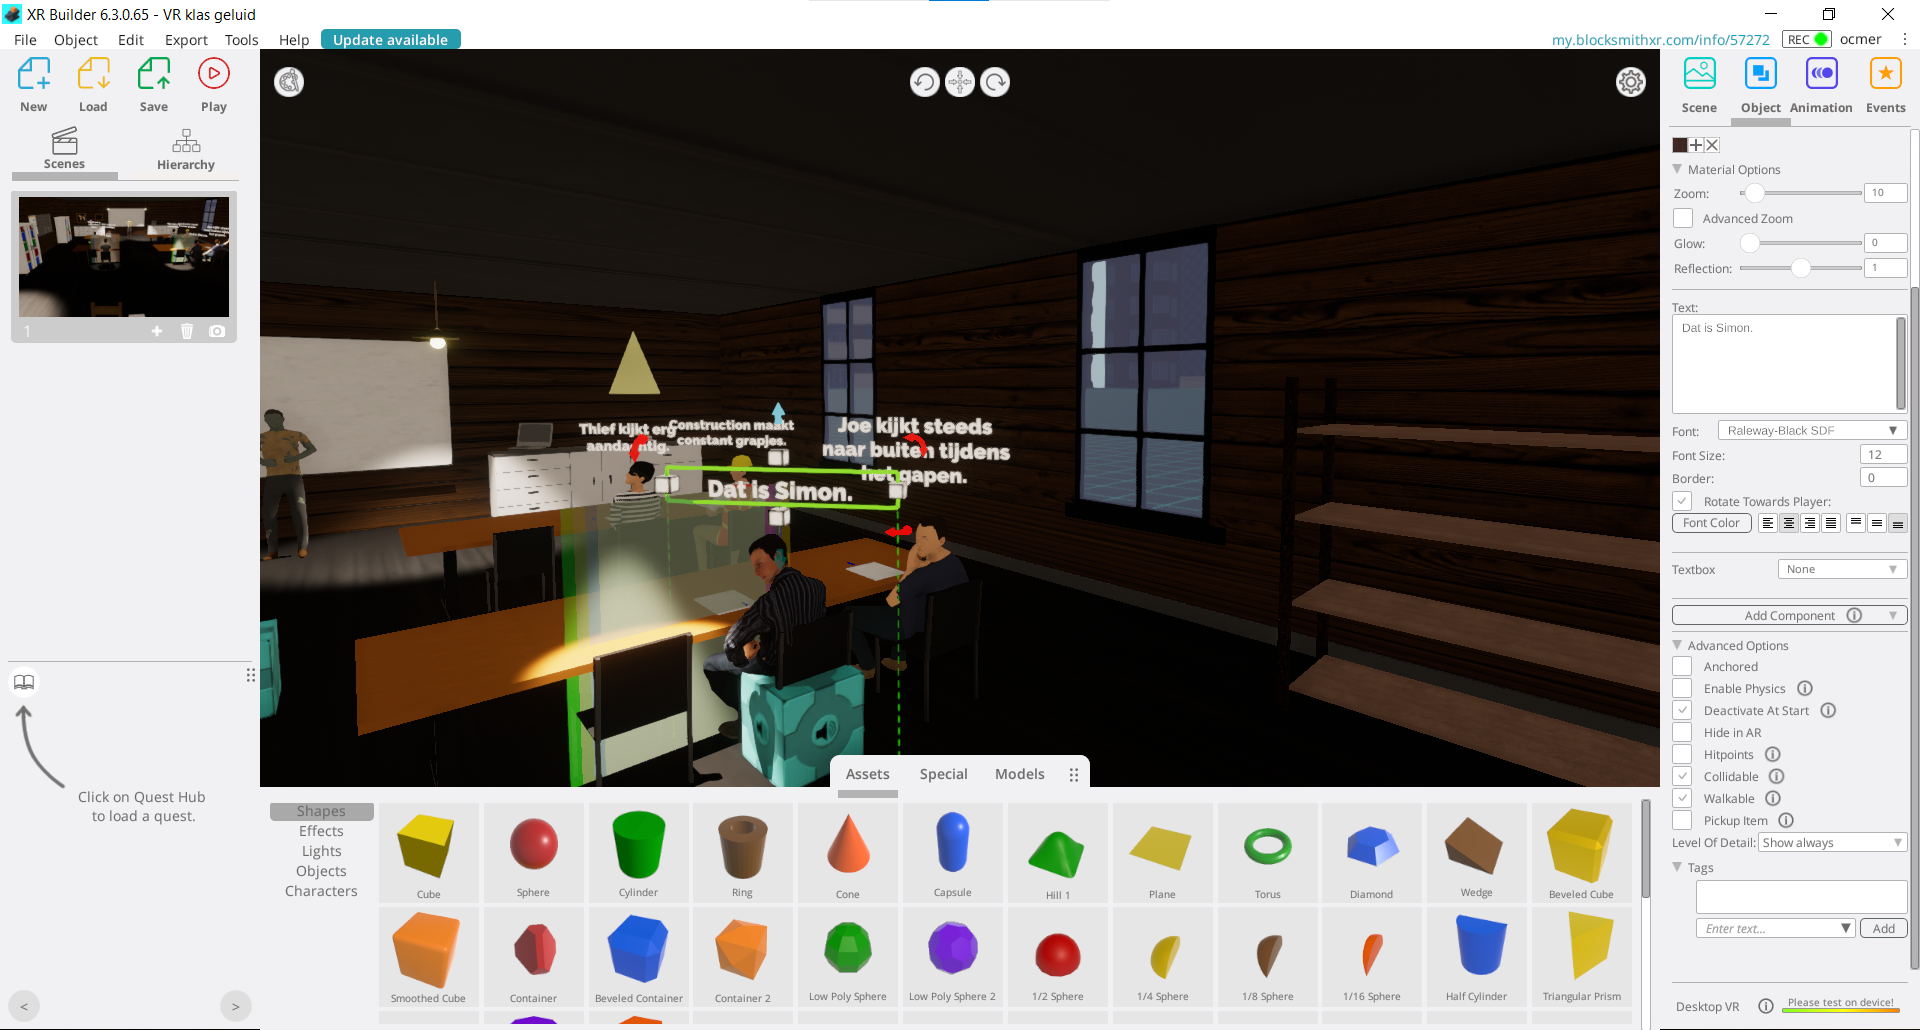 XR Builder 6.3.0.65 - VR klas geluid
File Object Edit Export Tools Help Update available
my.blocksmithxr.com/info/57272 REC ocmer
New Load Save Play
Scene Object Animation Events
Scenes Hierarchy
1
Click on Quest Hub
to load a quest.
< >
Thief kijkt erg
aandachtig.
Construction maakt
constant grapjes.
Joe kijkt steeds
naar buiten tijdens
het gapen.
Dat is Simon.
Assets Special Models
Shapes
Effects
Lights
Objects
Characters
Cube Sphere Cylinder Ring Cone Capsule Hill 1 Plane Torus Diamond Wedge Beveled Cube
Smoothed Cube Container Beveled Container Container 2 Low Poly Sphere Low Poly Sphere 2 1/2 Sphere 1/4 Sphere 1/8 Sphere 1/16 Sphere Half Cylinder Triangular Prism
Material Options
Zoom: 10
Advanced Zoom
Glow: 0
Reflection: 1
Text:
Dat is Simon.
Font: Raleway-Black SDF
Font Size: 12
Border: 0
Rotate Towards Player:
Font Color
Textbox None
Add Component
Advanced Options
Anchored
Enable Physics
Deactivate At Start
Hide in AR
Hitpoints
Collidable
Walkable
Pickup Item
Level Of Detail: Show always
Tags
Enter text... Add
Desktop VR Please test on device!